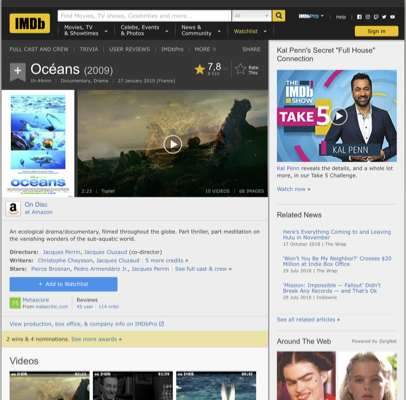 IMDb
Find Movies, TV shows, Celebrities and more...
All
Movies, TV & Showtimes
Celebs, Events & Photos
News & Community
Watchlist
IMDbPro
Help
Sign in
FULL CAST AND CREW | TRIVIA | USER REVIEWS | IMDbPro | MORE
SHARE
+ Océans (2009)
7,8
Rate This
Documentary, Drama | 27 January 2010 (France)
océans
2:23 | Trailer
10 VIDEOS | 68 IMAGES
a
On Disc
at Amazon
An ecological drama/documentary, filmed throughout the globe. Part thriller, part meditation on
the vanishing wonders of the sub-aquatic world.
Directors: Jacques Perrin, Jacques Cluzaud (co-director)
Writers: Christophe Cheysson, Jacques Cluzaud | 5 more credits »
Stars: Pierce Brosnan, Pedro Armendáriz Jr., Jacques Perrin | See full cast & crew »
+ Add to Watchlist
Metascore
From metacritic.com
Reviews
45 user | 114 critic
View production, box office, & company info on IMDbPro
2 wins & 4 nominations. See more awards »
Videos
Kal Penn's Secret "Full House"
Connection
THE IMDb SHOW
TAKE 5
KAL PENN
Kal Penn reveals the details, and a whole lot
more, in our Take 5 Challenge.
Watch now »
Related News
Here's Everything Coming to and Leaving
Hulu in November
17 October 2018 | The Wrap
'Won't You Be My Neighbor?' Crosses $20
Million at Indie Box Office
29 July 2018 | The Wrap
'Mission: Impossible — Fallout' Didn't
Break Any Records — and That's Ok
29 July 2018 | Indiewire
See all related articles »
Around The Web
Powered by ZergNet